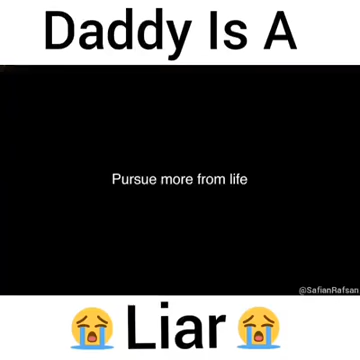 Daddy Is A
Pursue more from life
@SafianRafsan
😭Liar😭